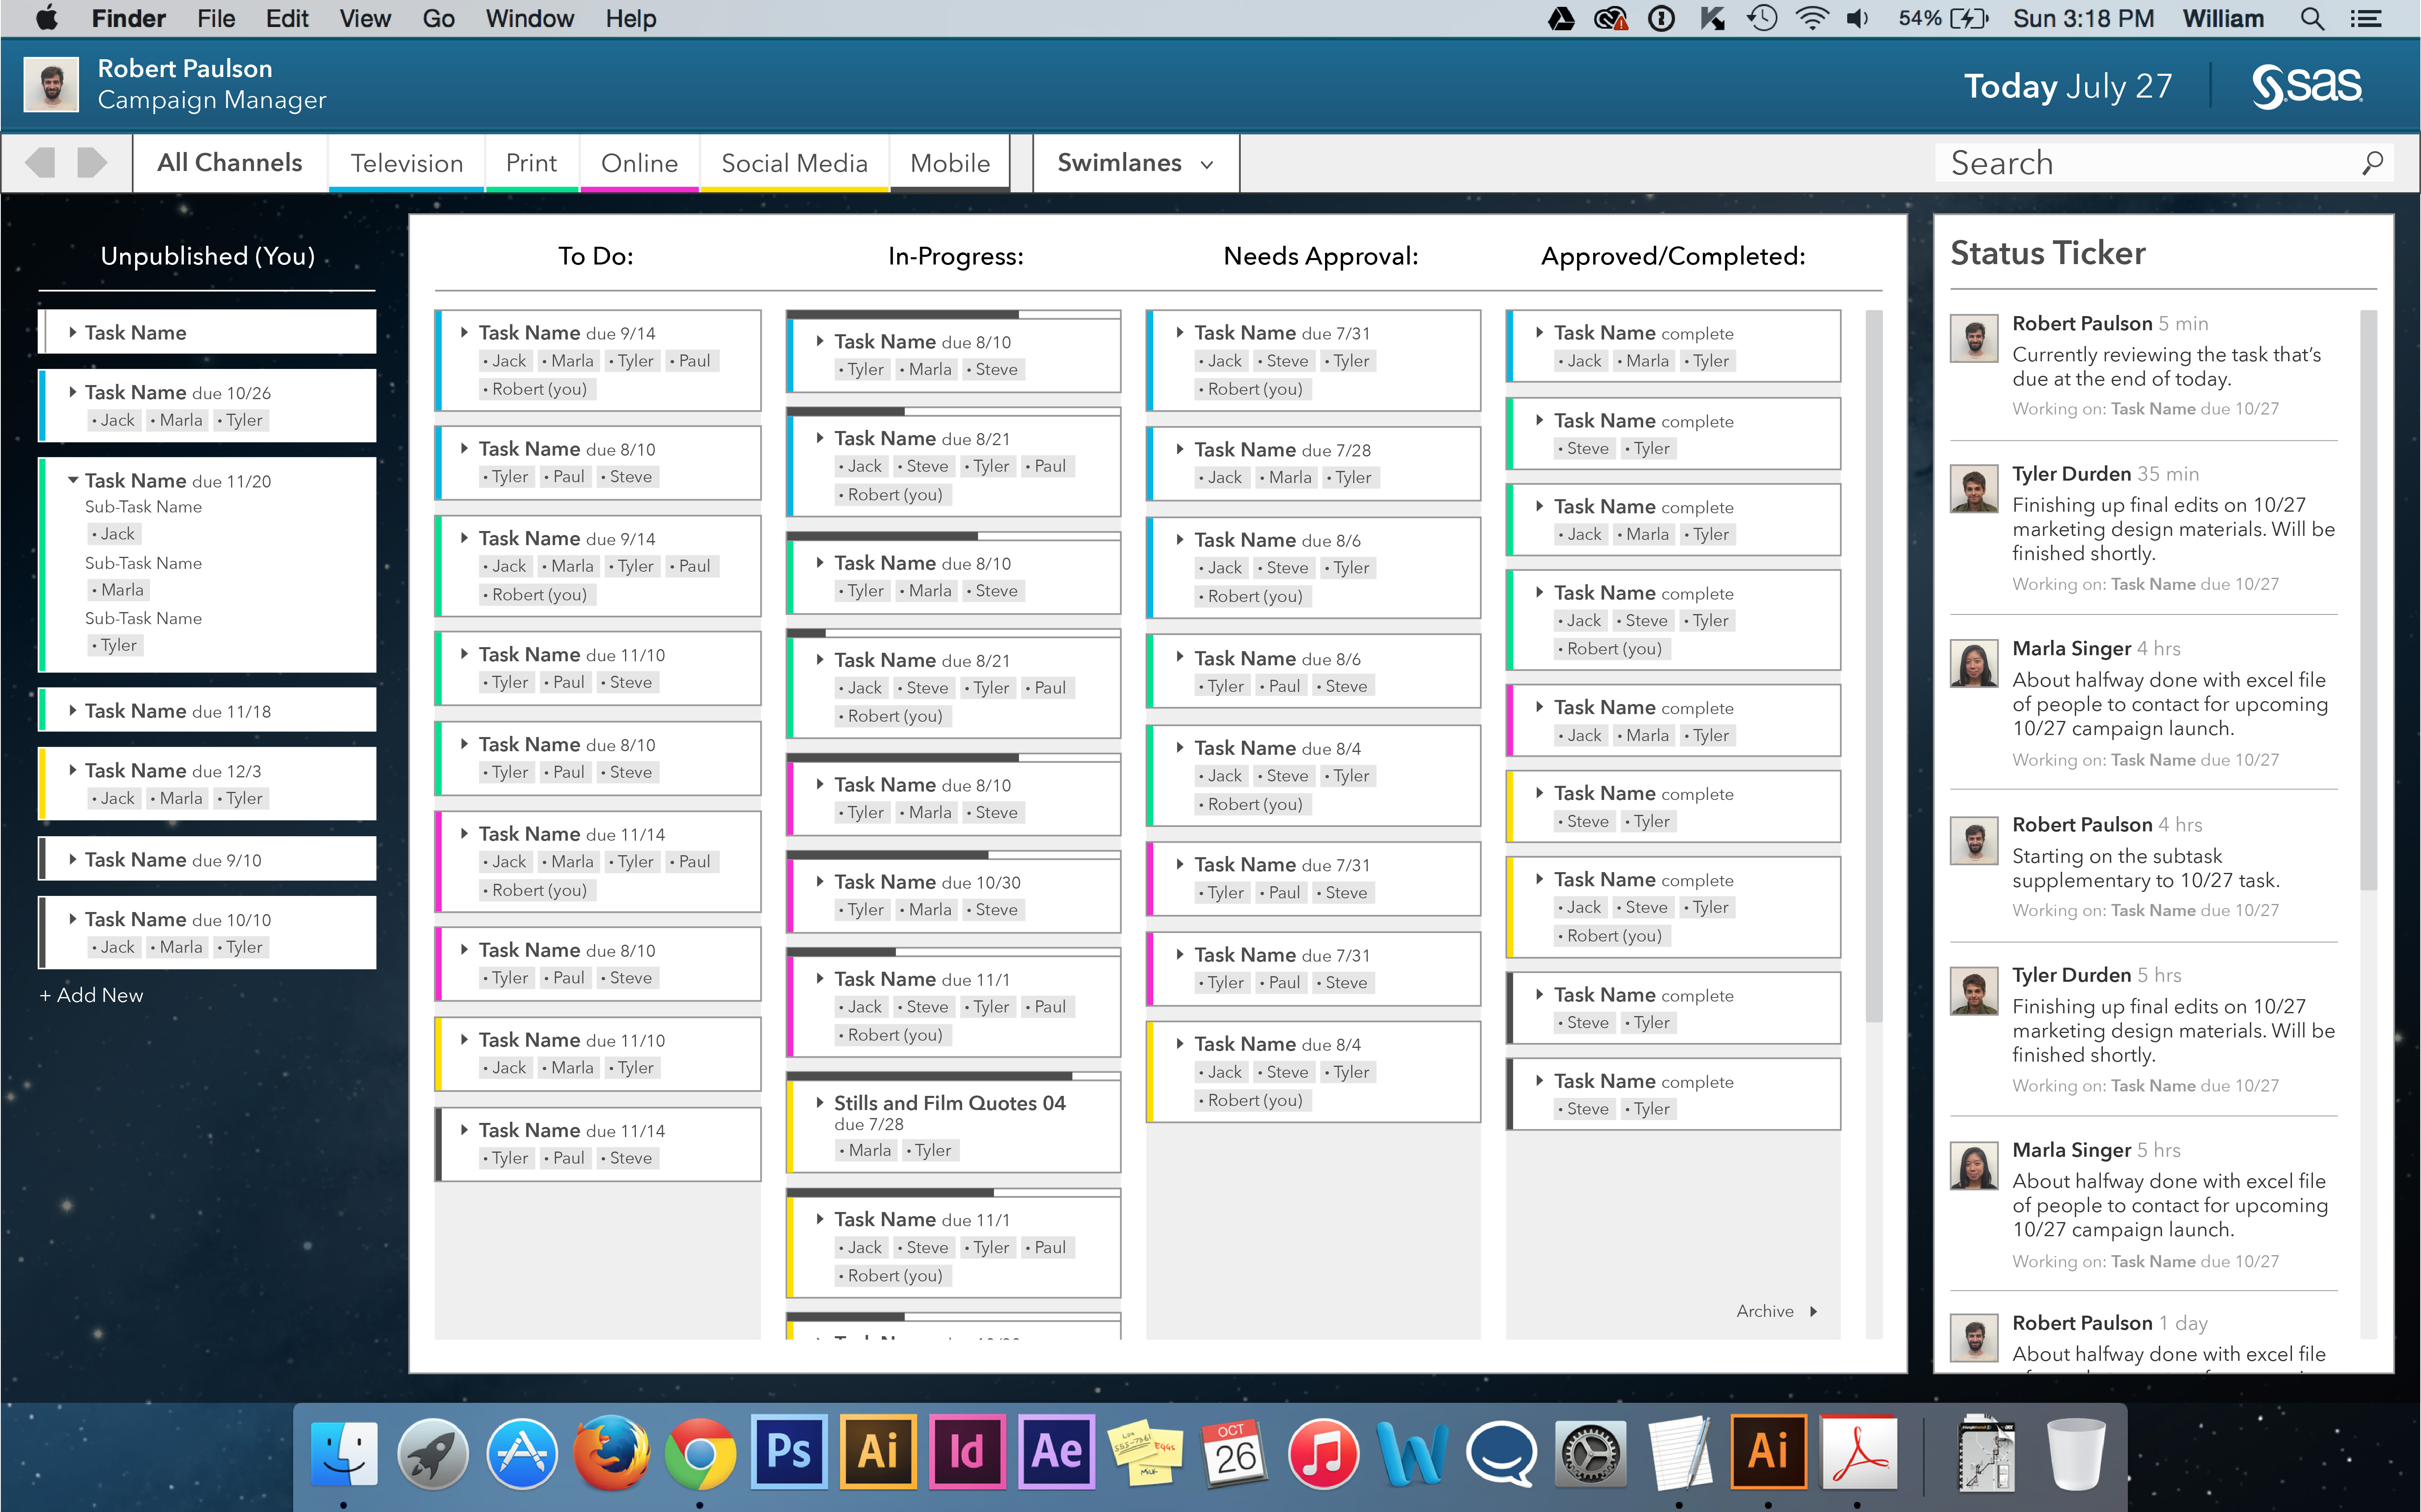 Finder File Edit View Go Window Help 54% Sun 3:18 PM William
Robert Paulson
Campaign Manager
Today July 27
sas
All Channels Television Print Online Social Media Mobile Swimlanes Search
Unpublished (You)
Task Name
Task Name due 10/26
• Jack • Marla • Tyler
Task Name due 11/20
Sub-Task Name
• Jack
Sub-Task Name
• Marla
Sub-Task Name
• Tyler
Task Name due 11/18
Task Name due 12/3
• Jack • Marla • Tyler
Task Name due 9/10
Task Name due 10/10
• Jack • Marla • Tyler
+ Add New
To Do:
Task Name due 9/14
• Jack • Marla • Tyler • Paul
• Robert (you)
Task Name due 8/10
• Tyler • Paul • Steve
Task Name due 9/14
• Jack • Marla • Tyler • Paul
• Robert (you)
Task Name due 11/10
• Tyler • Paul • Steve
Task Name due 8/10
• Tyler • Paul • Steve
Task Name due 11/14
• Jack • Marla • Tyler • Paul
• Robert (you)
Task Name due 8/10
• Tyler • Paul • Steve
Task Name due 11/10
• Jack • Marla • Tyler
Task Name due 11/14
• Tyler • Paul • Steve
In-Progress:
Task Name due 8/10
• Tyler • Marla • Steve
Task Name due 8/21
• Jack • Steve • Tyler • Paul
• Robert (you)
Task Name due 8/10
• Tyler • Marla • Steve
Task Name due 8/21
• Jack • Steve • Tyler • Paul
• Robert (you)
Task Name due 8/10
• Tyler • Marla • Steve
Task Name due 10/30
• Tyler • Marla • Steve
Task Name due 11/1
• Jack • Steve • Tyler • Paul
• Robert (you)
Stills and Film Quotes 04
due 7/28
• Marla • Tyler
Task Name due 11/1
• Jack • Steve • Tyler • Paul
• Robert (you)
Needs Approval:
Task Name due 7/31
• Jack • Steve • Tyler
• Robert (you)
Task Name due 7/28
• Jack • Marla • Tyler
Task Name due 8/6
• Jack • Steve • Tyler
• Robert (you)
Task Name due 8/6
• Tyler • Paul • Steve
Task Name due 8/4
• Jack • Steve • Tyler
• Robert (you)
Task Name due 7/31
• Tyler • Paul • Steve
Task Name due 7/31
• Tyler • Paul • Steve
Task Name due 8/4
• Jack • Steve • Tyler
• Robert (you)
Approved/Completed:
Task Name complete
• Jack • Marla • Tyler
Task Name complete
• Steve • Tyler
Task Name complete
• Jack • Marla • Tyler
Task Name complete
• Jack • Steve • Tyler
• Robert (you)
Task Name complete
• Jack • Marla • Tyler
Task Name complete
• Steve • Tyler
Task Name complete
• Jack • Steve • Tyler
• Robert (you)
Task Name complete
• Steve • Tyler
Task Name complete
• Steve • Tyler
Archive
Status Ticker
Robert Paulson 5 min
Currently reviewing the task that’s
due at the end of today.
Working on: Task Name due 10/27
Tyler Durden 35 min
Finishing up final edits on 10/27
marketing design materials. Will be
finished shortly.
Working on: Task Name due 10/27
Marla Singer 4 hrs
About halfway done with excel file
of people to contact for upcoming
10/27 campaign launch.
Working on: Task Name due 10/27
Robert Paulson 4 hrs
Starting on the subtask
supplementary to 10/27 task.
Working on: Task Name due 10/27
Tyler Durden 5 hrs
Finishing up final edits on 10/27
marketing design materials. Will be
finished shortly.
Working on: Task Name due 10/27
Marla Singer 5 hrs
About halfway done with excel file
of people to contact for upcoming
10/27 campaign launch.
Working on: Task Name due 10/27
Robert Paulson 1 day
About halfway done with excel file
Ps Ai Id Ae
EGGS
MILK
OCT
26
W
Ai